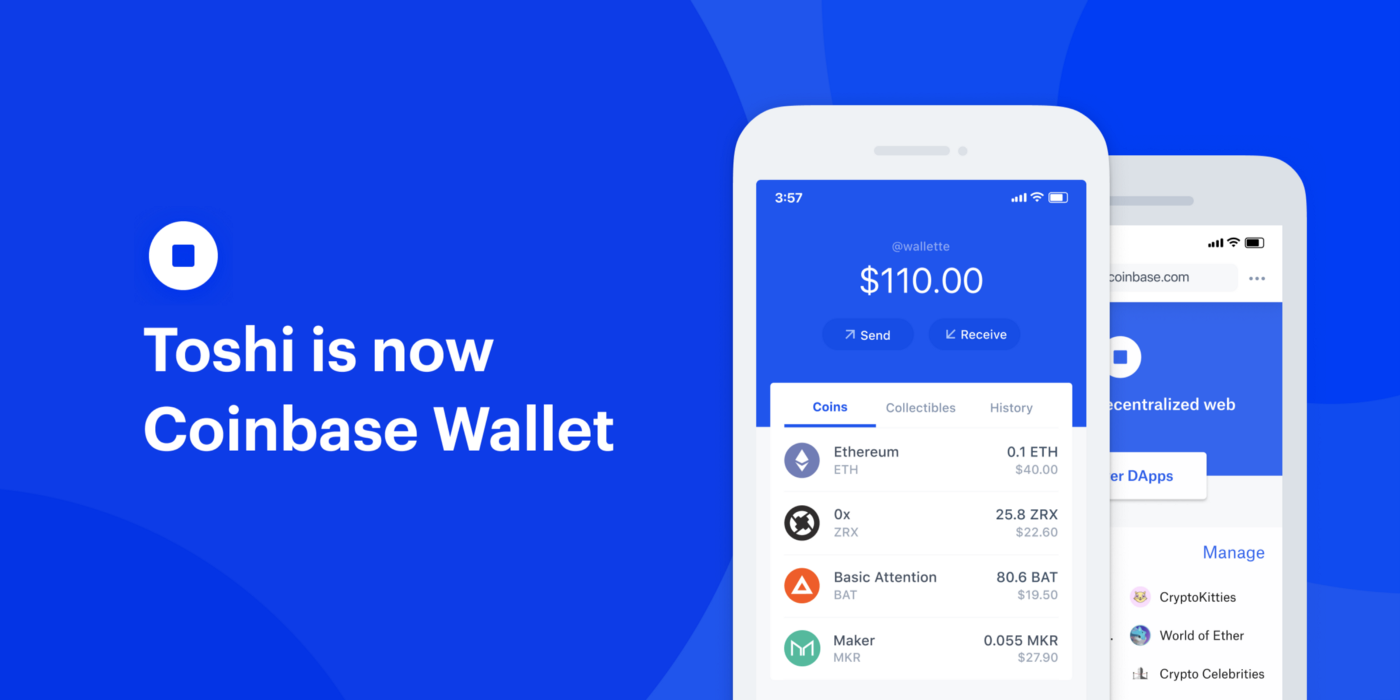 Toshi is now
Coinbase Wallet
3:57
@wallette
$110.00
Send
Receive
Coins
Collectibles
History
Ethereum
0.1 ETH
ETH
$40.00
0x
25.8 ZRX
ZRX
$22.60
Basic Attention
80.6 BAT
BAT
$19.50
Maker
0.055 MKR
MKR
$27.90
coinbase.com
ecentralized web
er DApps
Manage
CryptoKitties
World of Ether
Crypto Celebrities